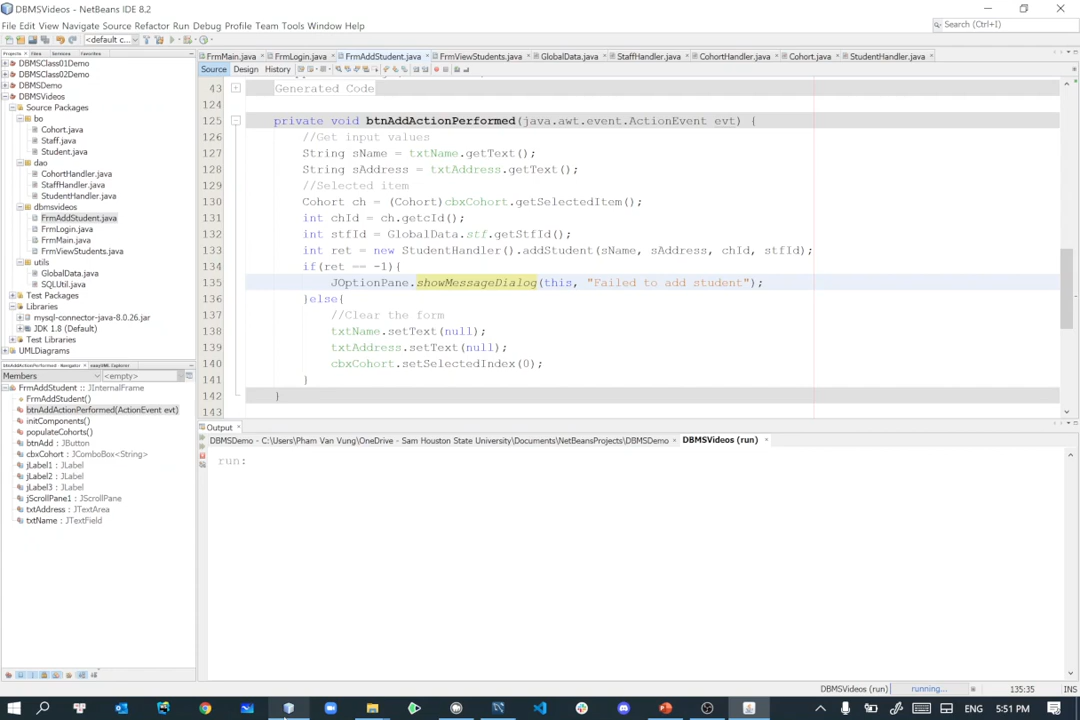 DBMSVideos - NetBeans IDE 8.2
File Edit View Navigate Source Refactor Run Debug Profile Team Tools Window Help
Search (Ctrl+I)
<default c...
Projects Files Services Favorites
FrmMain.java FrmLogin.java FrmAddStudent.java FrmViewStudents.java GlobalData.java StaffHandler.java CohortHandler.java Cohort.java StudentHandler.java
Source Design History
DBMSClass01Demo
DBMSClass02Demo
DBMSDemo
DBMSVideos
Source Packages
bo
Cohort.java
Staff.java
Student.java
dao
CohortHandler.java
StaffHandler.java
StudentHandler.java
dbmsvideos
FrmAddStudent.java
FrmLogin.java
FrmMain.java
FrmViewStudents.java
utils
GlobalData.java
SQLUtil.java
Test Packages
Libraries
mysql-connector-java-8.0.26.jar
JDK 1.8 (Default)
Test Libraries
UMLDiagrams
43 Generated Code
124
125 private void btnAddActionPerformed(java.awt.event.ActionEvent evt) {
126 //Get input values
127 String sName = txtName.getText();
128 String sAddress = txtAddress.getText();
129 //Selected item
130 Cohort ch = (Cohort)cbxCohort.getSelectedItem();
131 int chId = ch.getcId();
132 int stfId = GlobalData.stf.getStfId();
133 int ret = new StudentHandler().addStudent(sName, sAddress, chId, stfId);
134 if(ret == -1){
135 JOptionPane.showMessageDialog(this, "Failed to add student");
136 }else{
137 //Clear the form
138 txtName.setText(null);
139 txtAddress.setText(null);
140 cbxCohort.setSelectedIndex(0);
141 }
142 }
143
btnAddActionPerformed - Navigator easyUML Explorer
Members <empty>
FrmAddStudent :: JInternalFrame
FrmAddStudent()
btnAddActionPerformed(ActionEvent evt)
initComponents()
populateCohorts()
btnAdd : JButton
cbxCohort : JComboBox<String>
jLabel1 : JLabel
jLabel2 : JLabel
jLabel3 : JLabel
jScrollPane1 : JScrollPane
txtAddress : JTextArea
txtName : JTextField
Output
DBMSDemo - C:\Users\Pham Van Vung\OneDrive - Sam Houston State University\Documents\NetBeansProjects\DBMSDemo DBMSVideos (run)
run:
DBMSVideos (run) running... 135:35 INS
ENG 5:51 PM